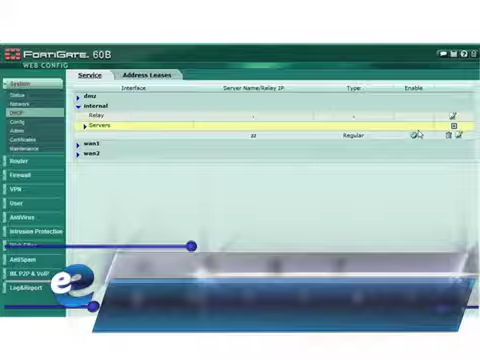 FORTIGATE 60B
WEB CONFIG
Service
Address Leases
Interface
Server Name/Relay IP
Type
Enable
dmz
internal
Relay
-
-
Servers
Regular
wan1
wan2
System
Status
Network
DHCP
Config
Admin
Certificates
Maintenance
Router
Firewall
VPN
User
AntiVirus
Intrusion Protection
Web Filter
AntiSpam
IM, P2P & VoIP
Log&Report